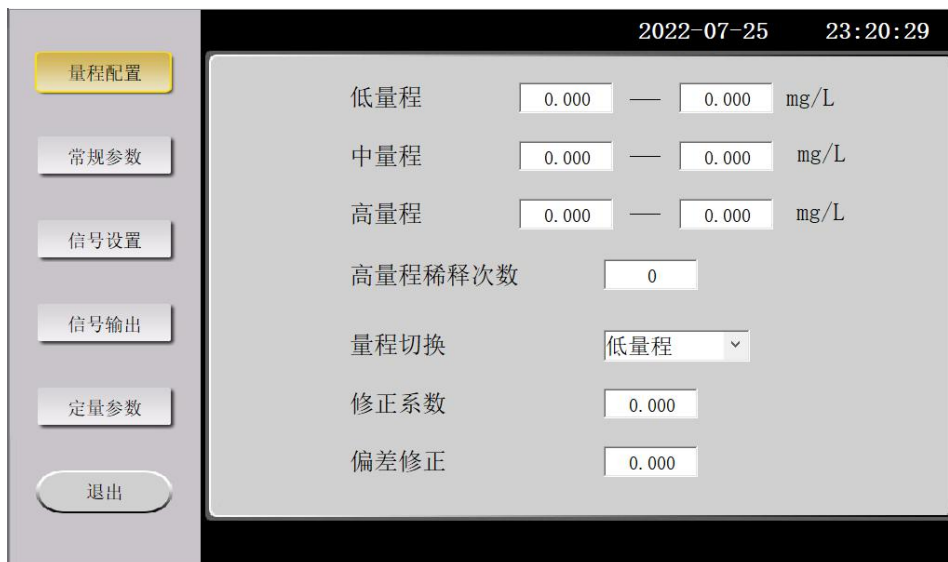 2022-07-25 23:20:29
量程配置
常规参数
信号设置
信号输出
定量参数
退出
低量程 0.000 — 0.000 mg/L
中量程 0.000 — 0.000 mg/L
高量程 0.000 — 0.000 mg/L
高量程稀释次数 0
量程切换 低量程
修正系数 0.000
偏差修正 0.000